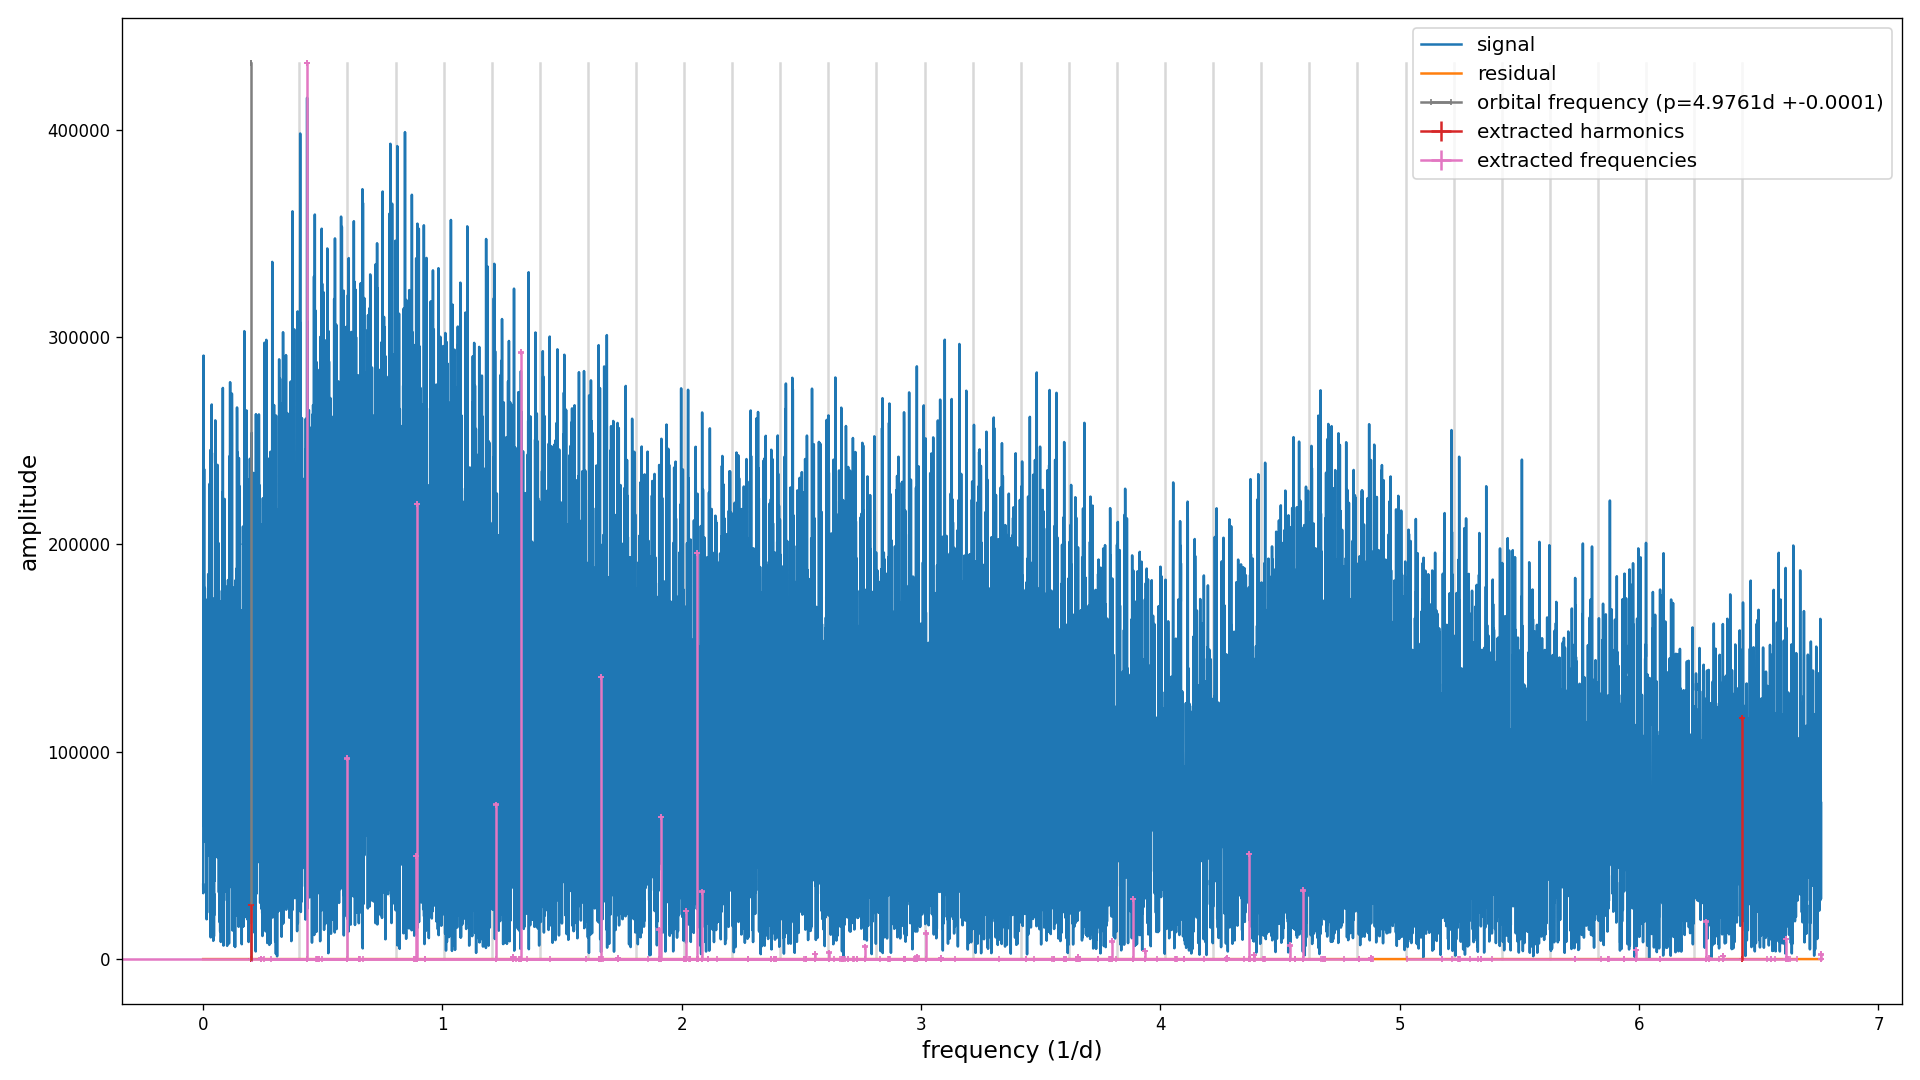 signal
residual
orbital frequency (p=4.9761d +-0.0001)
extracted harmonics
extracted frequencies
amplitude
400000
300000
200000
100000
0
0 1 2 3 4 5 6 7
frequency (1/d)